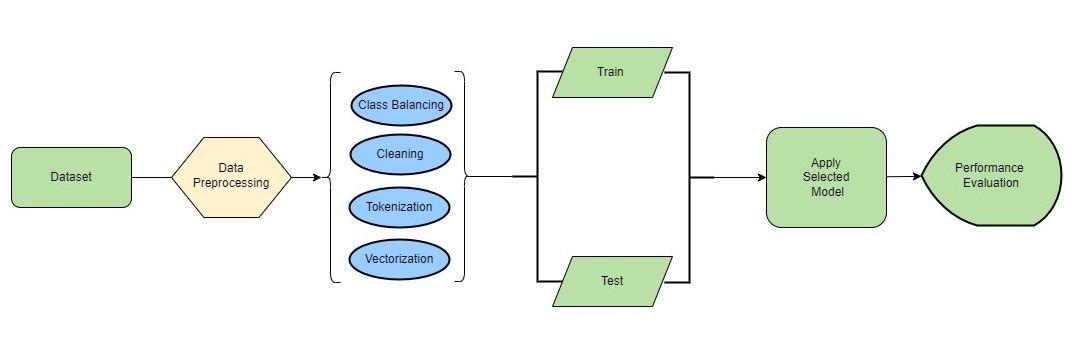 Dataset
Data
Preprocessing
Class Balancing
Cleaning
Tokenization
Vectorization
Train
Test
Apply
Selected
Model
Performance
Evaluation